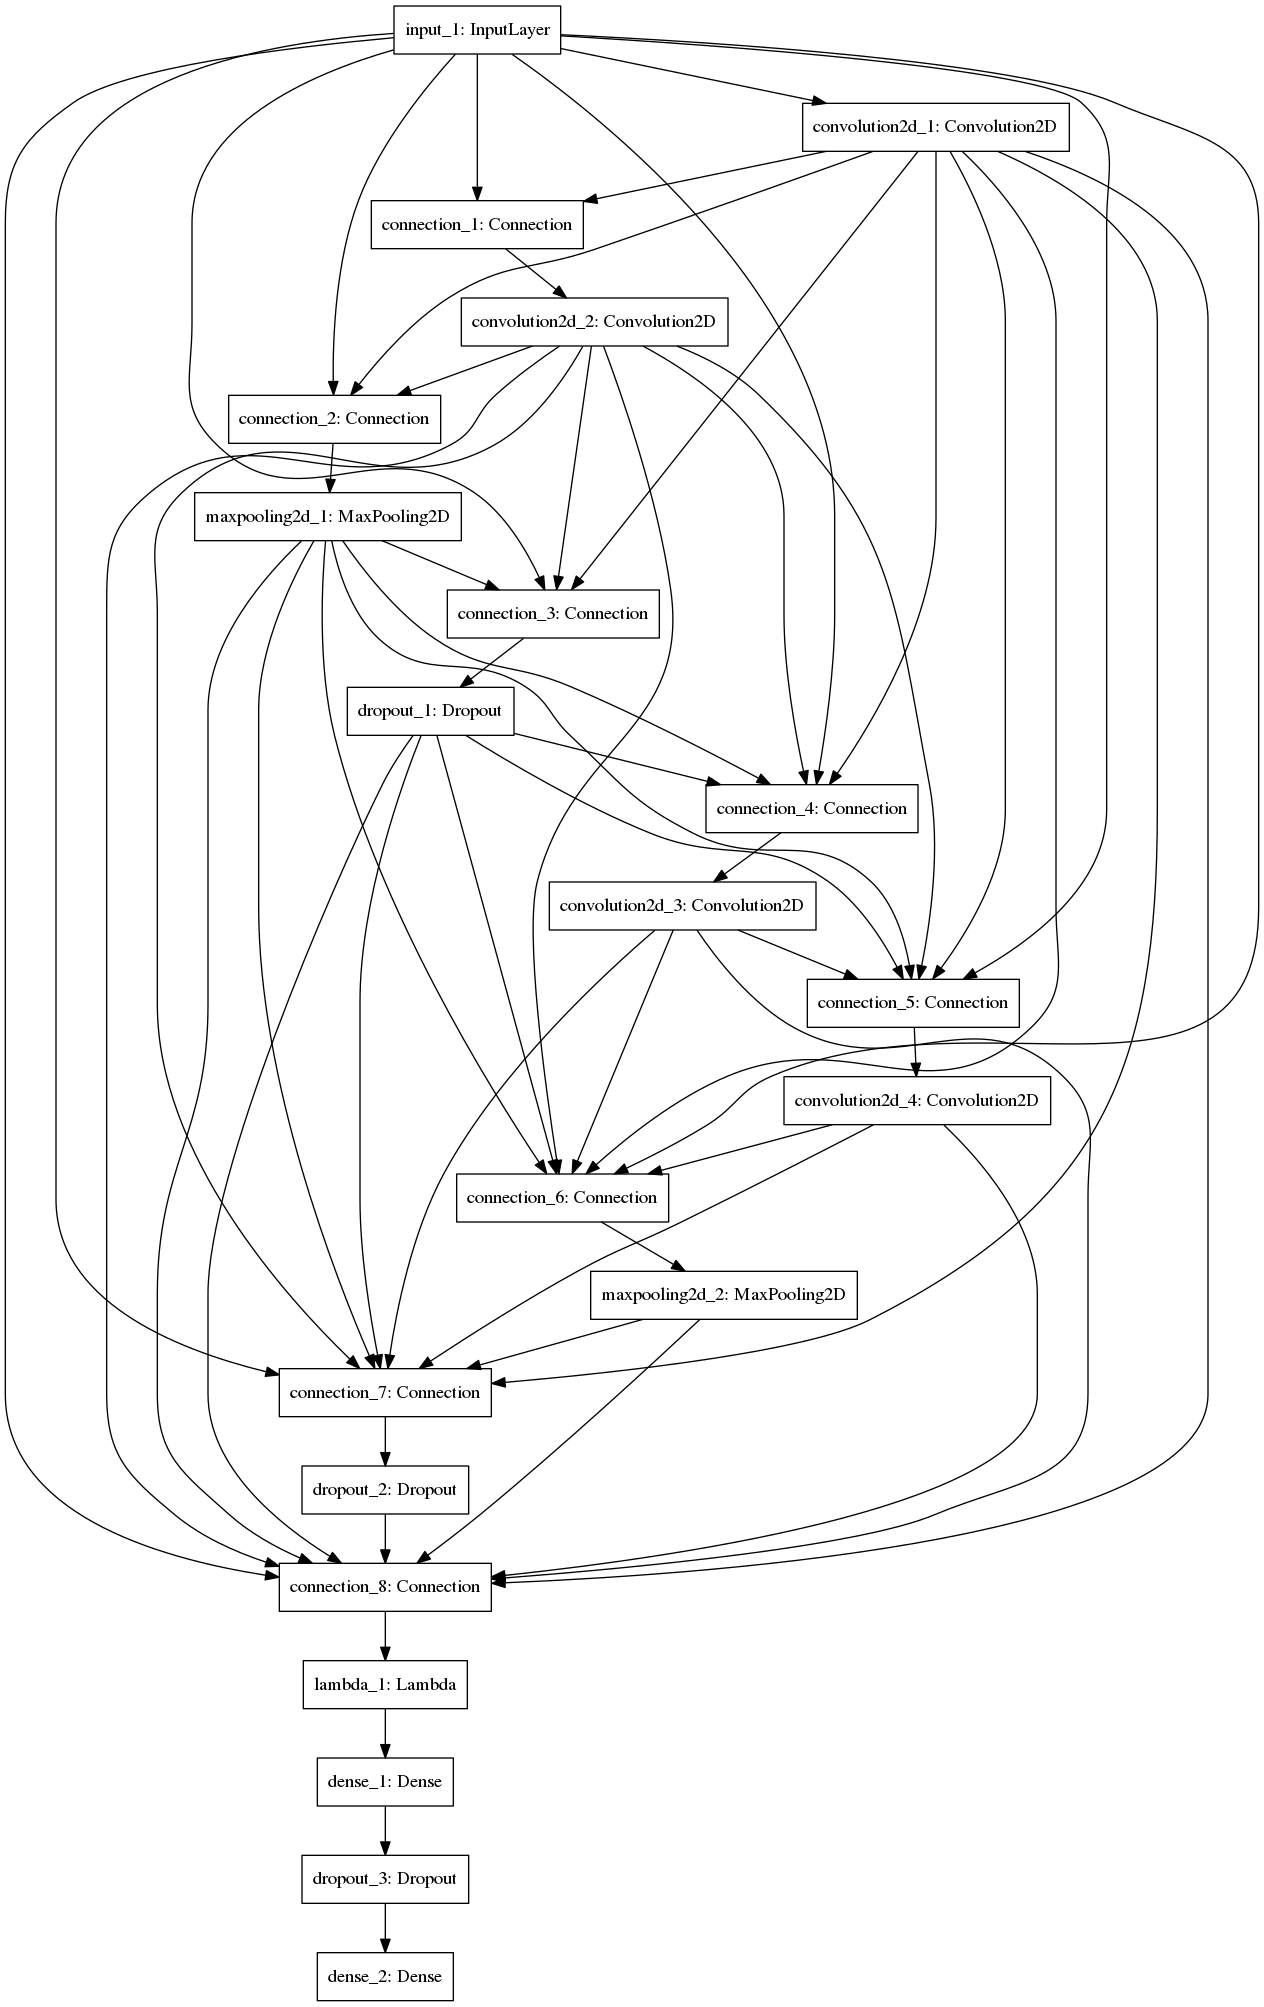 input_1: InputLayer
convolution2d_1: Convolution2D
connection_1: Connection
convolution2d_2: Convolution2D
connection_2: Connection
maxpooling2d_1: MaxPooling2D
connection_3: Connection
dropout_1: Dropout
connection_4: Connection
convolution2d_3: Convolution2D
connection_5: Connection
convolution2d_4: Convolution2D
connection_6: Connection
maxpooling2d_2: MaxPooling2D
connection_7: Connection
dropout_2: Dropout
connection_8: Connection
lambda_1: Lambda
dense_1: Dense
dropout_3: Dropout
dense_2: Dense